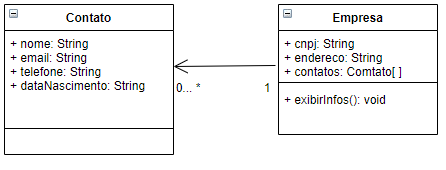 Contato
+ nome: String
+ email: String
+ telefone: String
+ dataNascimento: String
0... *
1
Empresa
+ cnpj: String
+ endereco: String
+ contatos: Comtato[ ]
+ exibirInfos(): void